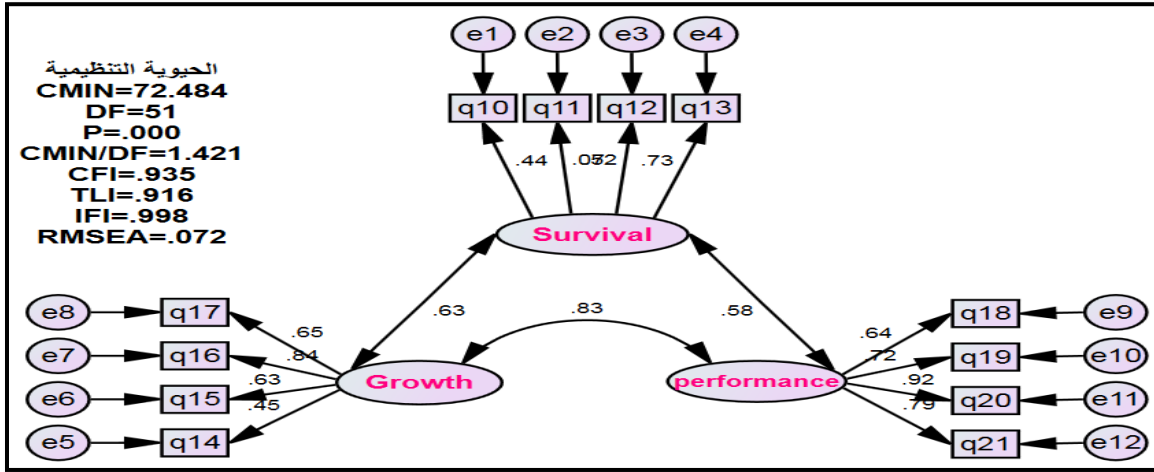 e1 e2 e3 e4
q10 q11 q12 q13
.44 .73
Survival
الحيوية التنظيمية
CMIN=72.484
DF=51
P=.000
CMIN/DF=1.421
CFI=.935
TLI=.916
IFI=.998
RMSEA=.072
.63 .83 .58
e8 q17 .65
e7 q16 .84
e6 q15 .63
e5 q14 .45
Growth
performance
.64 q18 e9
.72 q19 e10
.92 q20 e11
.79 q21 e12